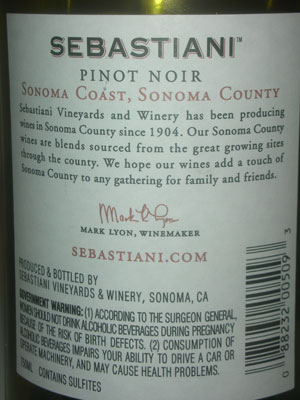 SEBASTIANI™
PINOT NOIR
SONOMA COAST, SONOMA COUNTY
Sebastiani Vineyards and Winery has been producing
wines in Sonoma County since 1904. Our Sonoma County
wines are blends sourced from the great growing sites
through the county. We hope our wines add a touch of
Sonoma County to any gathering for family and friends.
MARK LYON, WINEMAKER
SEBASTIANI.COM
PRODUCED & BOTTLED BY
SEBASTIANI VINEYARDS & WINERY, SONOMA, CA
GOVERNMENT WARNING: (1) ACCORDING TO THE SURGEON GENERAL,
WOMEN SHOULD NOT DRINK ALCOHOLIC BEVERAGES DURING PREGNANCY
BECAUSE OF THE RISK OF BIRTH DEFECTS. (2) CONSUMPTION OF
ALCOHOLIC BEVERAGES IMPAIRS YOUR ABILITY TO DRIVE A CAR OR
OPERATE MACHINERY, AND MAY CAUSE HEALTH PROBLEMS.
750ML CONTAINS SULFITES
0 88232 00509 3